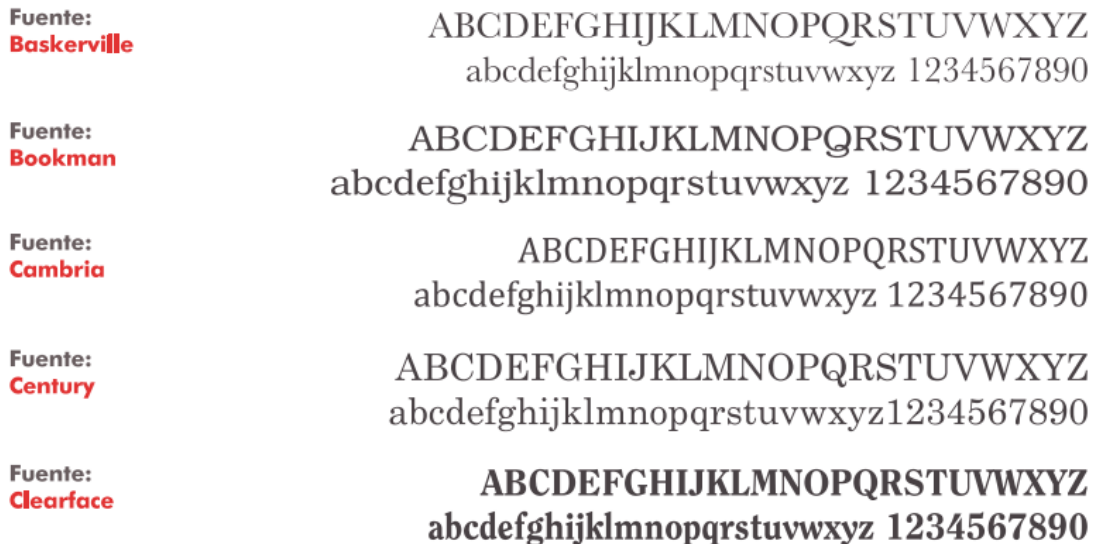 Fuente:
Baskerville
ABCDEFGHIJKLMNOPQRSTUVWXYZ
abcdefghijklmnopqrstuvwxyz 1234567890
Fuente:
Bookman
ABCDEFGHIJKLMNOPQRSTUVWXYZ
abcdefghijklmnopqrstuvwxyz 1234567890
Fuente:
Cambria
ABCDEFGHIJKLMNOPQRSTUVWXYZ
abcdefghijklmnopqrstuvwxyz 1234567890
Fuente:
Century
ABCDEFGHIJKLMNOPQRSTUVWXYZ
abcdefghijklmnopqrstuvwxyz1234567890
Fuente:
Clearface
ABCDEFGHIJKLMNOPQRSTUVWXYZ
abcdefghijklmnopqrstuvwxyz 1234567890